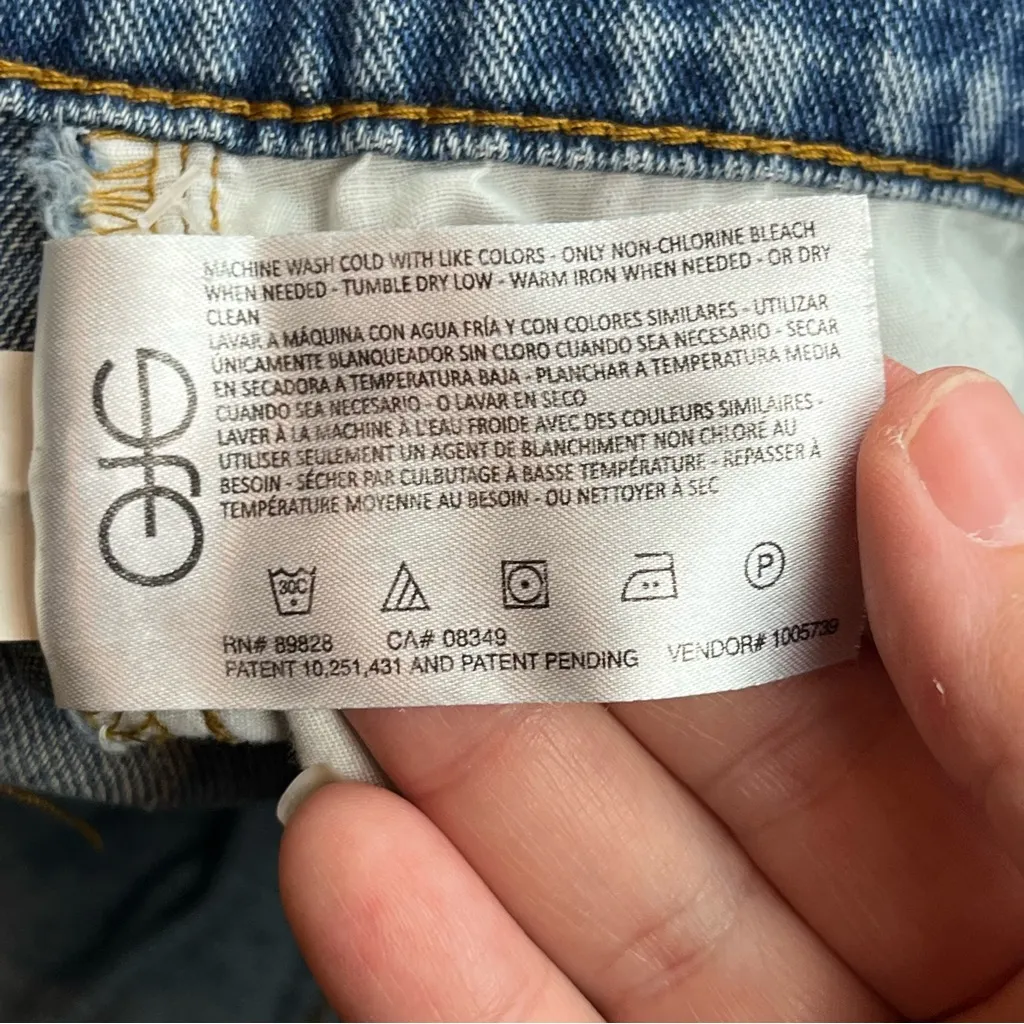 MACHINE WASH COLD WITH LIKE COLORS - ONLY NON-CHLORINE BLEACH
WHEN NEEDED - TUMBLE DRY LOW - WARM IRON WHEN NEEDED - OR DRY
CLEAN
LAVAR A MÁQUINA CON AGUA FRÍA Y CON COLORES SIMILARES - UTILIZAR
ÚNICAMENTE BLANQUEADOR SIN CLORO CUANDO SEA NECESARIO - SECAR
EN SECADORA A TEMPERATURA BAJA - PLANCHAR A TEMPERATURA MEDIA
CUANDO SEA NECESARIO - O LAVAR EN SECO
LAVER À LA MACHINE À L'EAU FROIDE AVEC DES COULEURS SIMILAIRES -
UTILISER SEULEMENT UN AGENT DE BLANCHIMENT NON CHLORÉ AU
BESOIN - SÉCHER PAR CULBUTAGE À BASSE TEMPÉRATURE - REPASSER À
TEMPÉRATURE MOYENNE AU BESOIN - OU NETTOYER À SEC
30C
P
RN# 89828 CA# 08349 VENDOR# 1005739
PATENT 10,251,431 AND PATENT PENDING